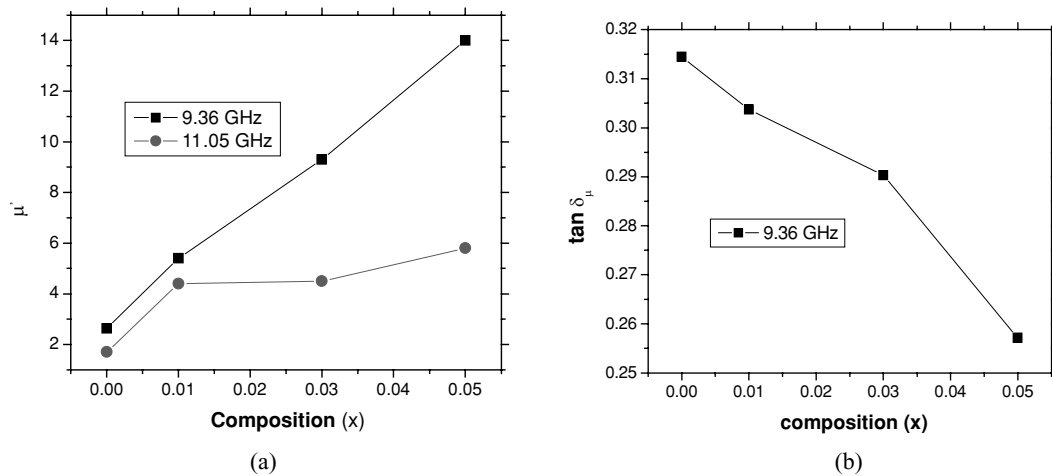 14
12
10
8
6
4
2
μ'
9.36 GHz
11.05 GHz
0.00 0.01 0.02 0.03 0.04 0.05
Composition (x)
(a)
0.32
0.31
0.30
0.29
0.28
0.27
0.26
0.25
tan δμ
9.36 GHz
0.00 0.01 0.02 0.03 0.04 0.05
composition (x)
(b)